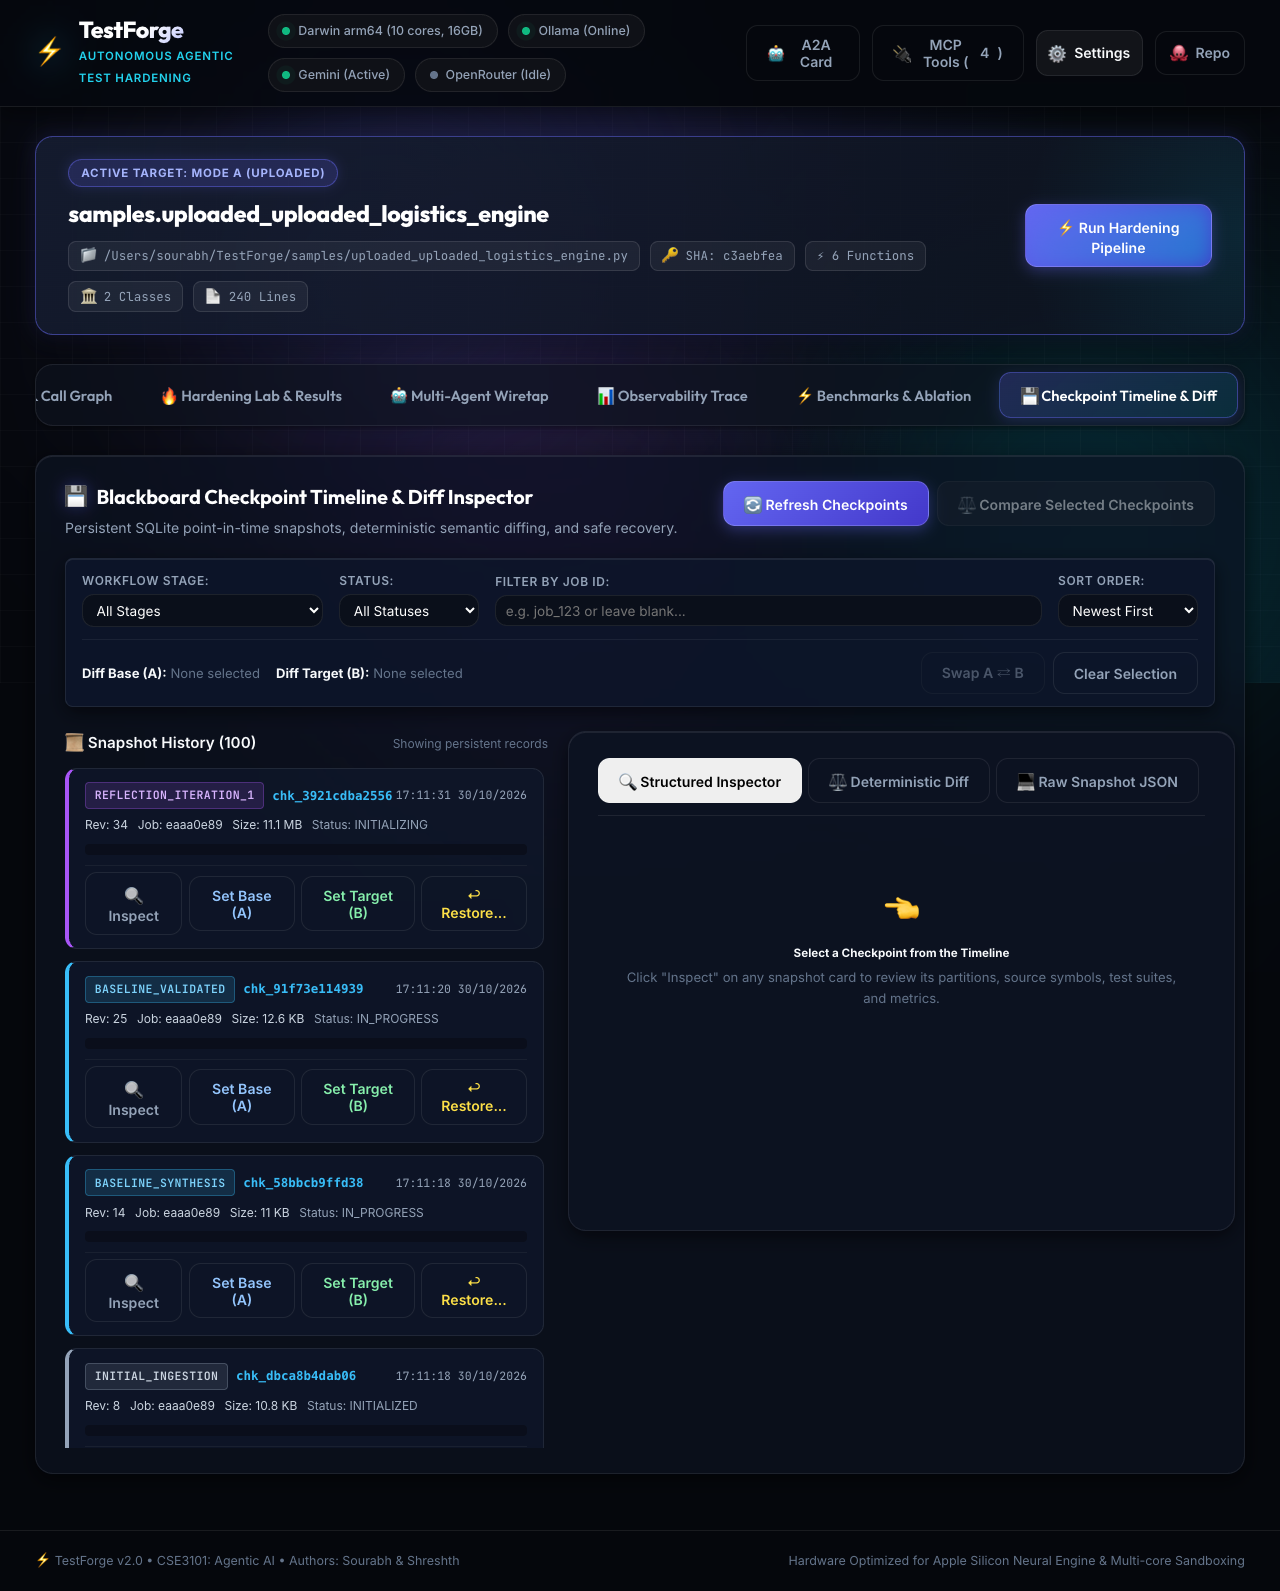 TestForge
AUTONOMOUS AGENTIC
TEST HARDENING
Darwin arm64 (10 cores, 16GB)
Ollama (Online)
Gemini (Active)
OpenRouter (Idle)
A2A
Card
MCP
Tools ( 4 )
Settings
Repo
ACTIVE TARGET: MODE A (UPLOADED)
samples.uploaded_uploaded_logistics_engine
/Users/sourabh/TestForge/samples/uploaded_uploaded_logistics_engine.py
SHA: c3aebfea
⚡ 6 Functions
2 Classes
240 Lines
⚡ Run Hardening
Pipeline
Call Graph
Hardening Lab & Results
Multi-Agent Wiretap
Observability Trace
Benchmarks & Ablation
Checkpoint Timeline & Diff
Blackboard Checkpoint Timeline & Diff Inspector
Persistent SQLite point-in-time snapshots, deterministic semantic diffing, and safe recovery.
Refresh Checkpoints
Compare Selected Checkpoints
WORKFLOW STAGE:
All Stages
STATUS:
All Statuses
FILTER BY JOB ID:
e.g. job_123 or leave blank...
SORT ORDER:
Newest First
Diff Base (A): None selected
Diff Target (B): None selected
Swap A ⇄ B
Clear Selection
Snapshot History (100)
Showing persistent records
REFLECTION_ITERATION_1 chk_3921cdba2556 17:11:31 30/10/2026
Rev: 34 Job: eaaa0e89 Size: 11.1 MB Status: INITIALIZING
Inspect
Set Base
(A)
Set Target
(B)
↩
Restore...
BASELINE_VALIDATED chk_91f73e114939 17:11:20 30/10/2026
Rev: 25 Job: eaaa0e89 Size: 12.6 KB Status: IN_PROGRESS
Inspect
Set Base
(A)
Set Target
(B)
↩
Restore...
BASELINE_SYNTHESIS chk_58bbcb9ffd38 17:11:18 30/10/2026
Rev: 14 Job: eaaa0e89 Size: 11 KB Status: IN_PROGRESS
Inspect
Set Base
(A)
Set Target
(B)
↩
Restore...
INITIAL_INGESTION chk_dbca8b4dab06 17:11:18 30/10/2026
Rev: 8 Job: eaaa0e89 Size: 10.8 KB Status: INITIALIZED
Structured Inspector
Deterministic Diff
Raw Snapshot JSON
Select a Checkpoint from the Timeline
Click "Inspect" on any snapshot card to review its partitions, source symbols, test suites,
and metrics.
⚡ TestForge v2.0 • CSE3101: Agentic AI • Authors: Sourabh & Shreshth
Hardware Optimized for Apple Silicon Neural Engine & Multi-core Sandboxing